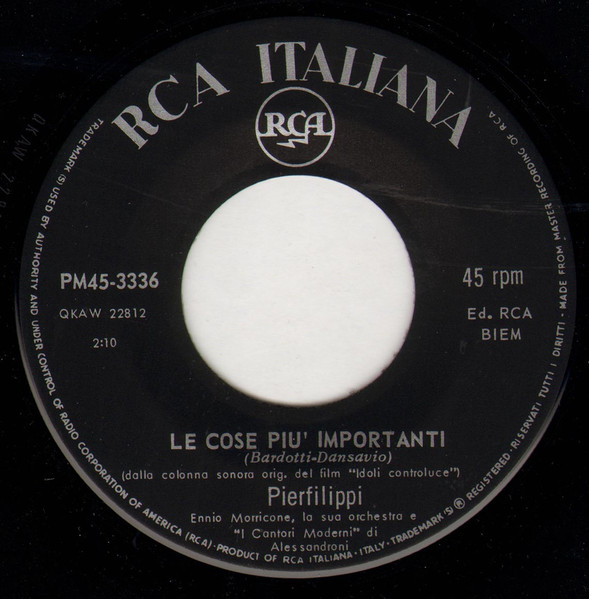 RCA ITALIANA
RCA
PM45-3336
QKAW 22812
2:10
45 rpm
Ed. RCA
BIEM
LE COSE PIU' IMPORTANTI
(Bardotti-Dansavio)
(dalla colonna sonora orig. del film "Idoli controluce")
Pierfilippi
Ennio Morricone, la sua orchestra e
"I Cantori Moderni" di
Alessandroni
TRADEMARK (S) USED BY AUTHORITY AND UNDER CONTROL OF RADIO CORPORATION OF AMERICA (RCA)-PRODUCT OF RCA ITALIANA-ITALY-TRADEMARK (S) ® REGISTERED-RISERVATI TUTTI I DIRITTI-MADE FROM MASTER RECORDING OF RCA